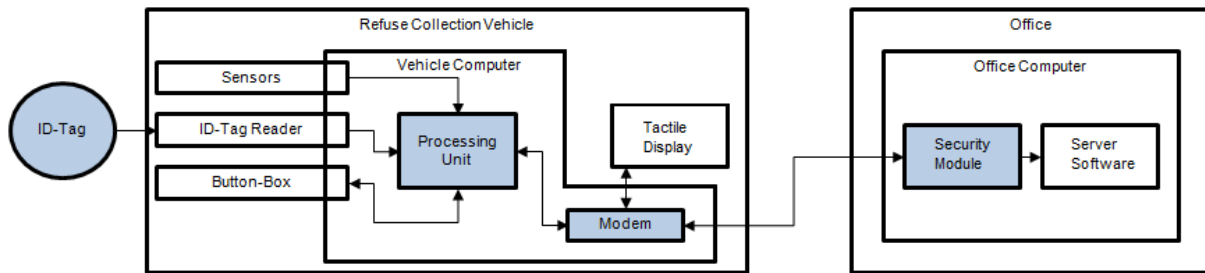 Refuse Collection Vehicle
Office
Vehicle Computer
Office Computer
Sensors
ID-Tag
ID-Tag Reader
Processing
Unit
Tactile
Display
Security
Module
Server
Software
Button-Box
Modem